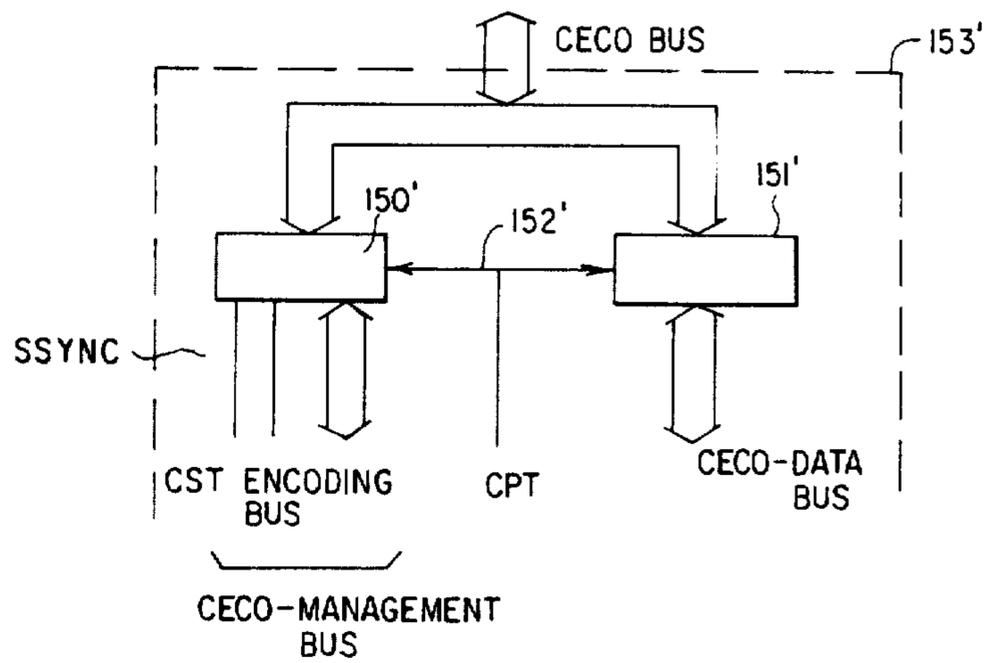 CECO BUS
153'
150'
151'
152'
SSYNC
CST ENCODING
BUS
CPT
CECO-DATA
BUS
CECO-MANAGEMENT
BUS